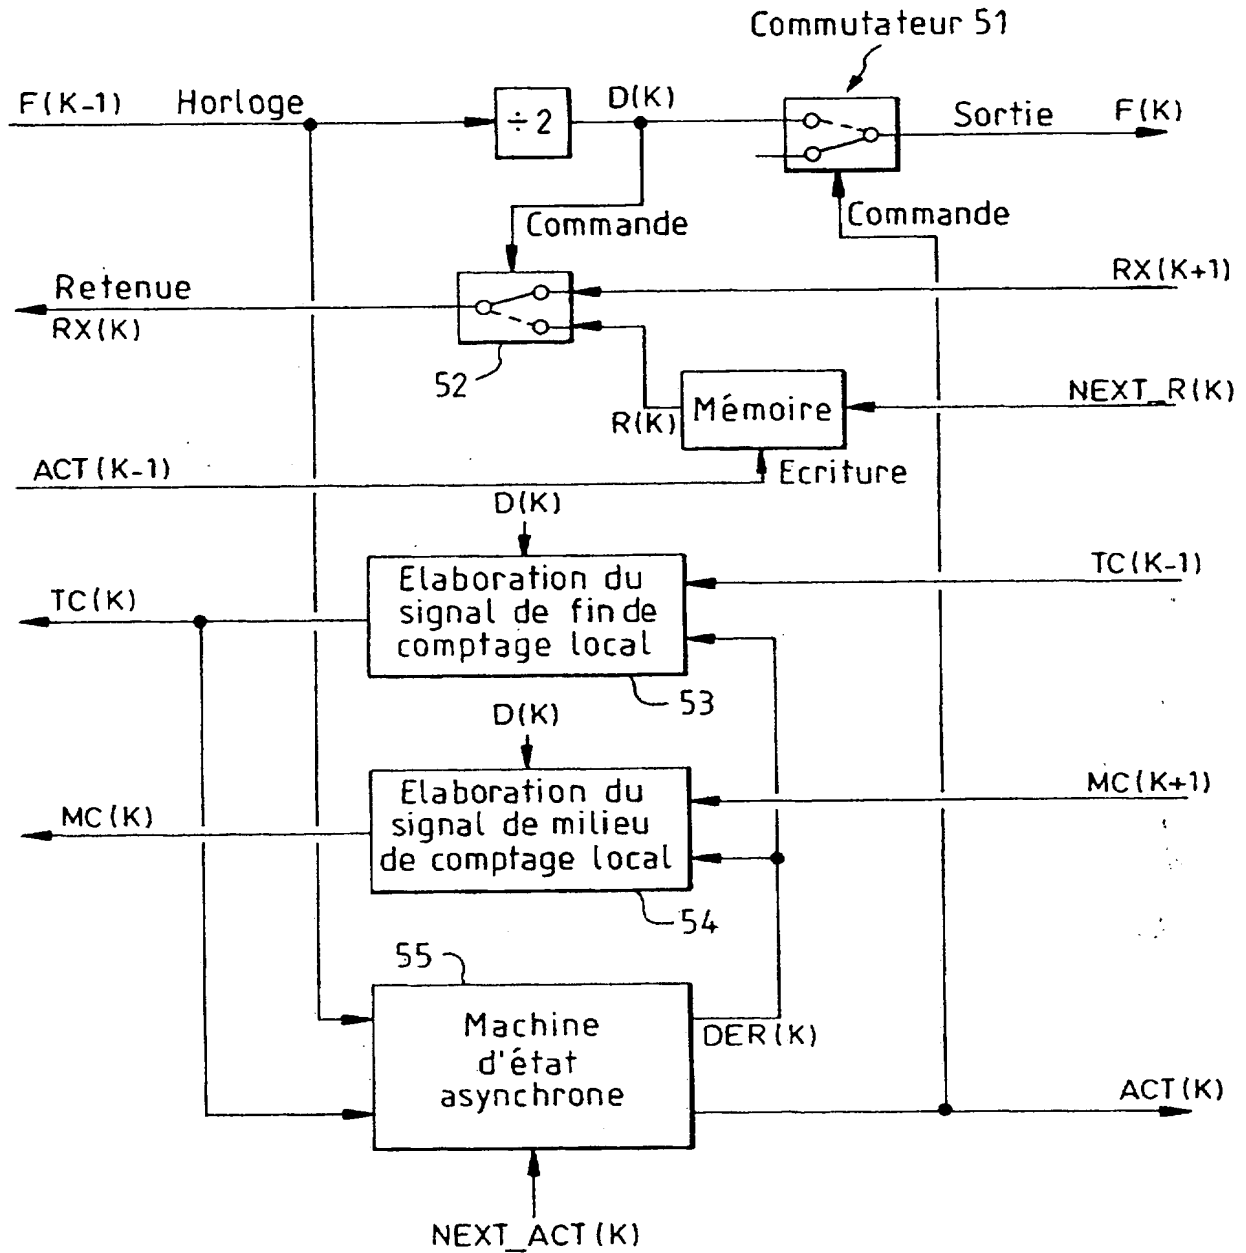 Commutateur 51
F(K-1) Horloge
÷2
D(K)
Sortie
F(K)
Commande
Commande
RX(K+1)
Retenue
RX(K)
52
NEXT_R(K)
Mémoire
R(K)
ACT(K-1)
Ecriture
D(K)
TC(K-1)
Elaboration du
signal de fin de
comptage local
TC(K)
53
D(K)
MC(K+1)
Elaboration du
signal de milieu
de comptage local
MC(K)
54
55
Machine
d'état
asynchrone
DER(K)
ACT(K)
NEXT_ACT(K)